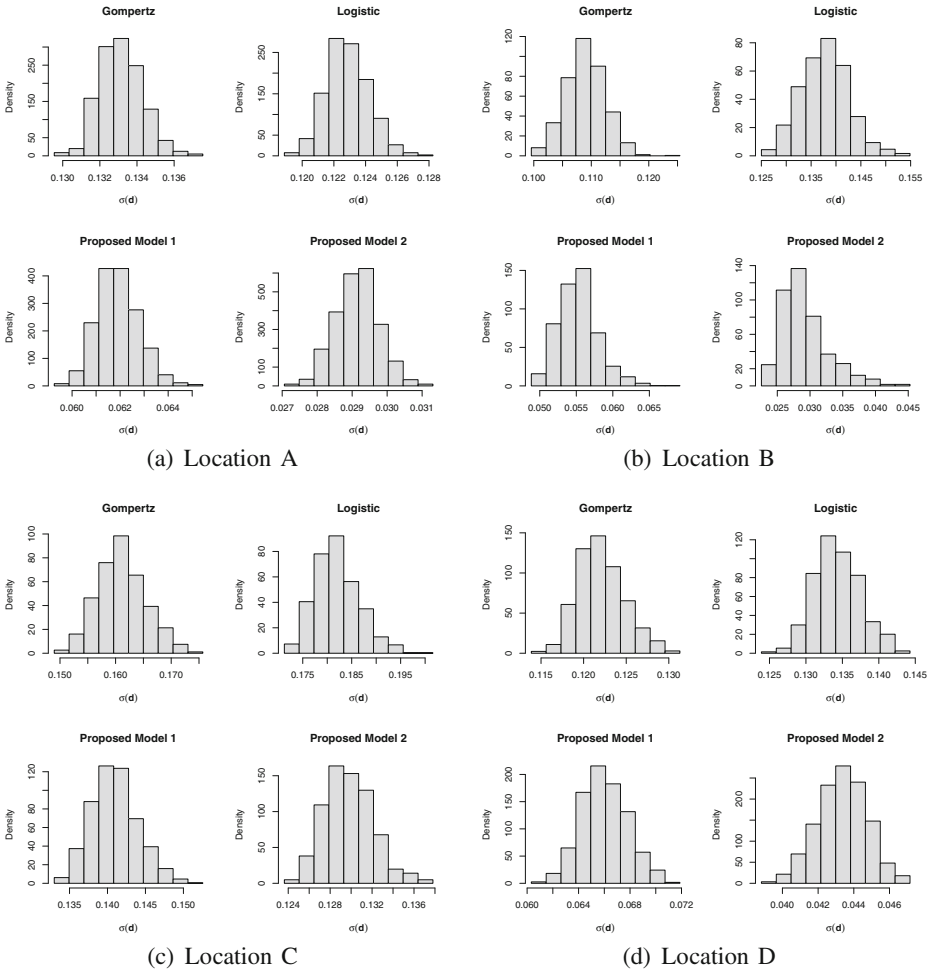 Gompertz
Density
0 50 150 250
0.130 0.132 0.134 0.136
σ(d)
Logistic
Density
0 50 150 250
0.120 0.122 0.124 0.126 0.128
σ(d)
Proposed Model 1
Density
0 100 200 300 400
0.060 0.062 0.064
σ(d)
Proposed Model 2
Density
0 100 300 500
0.027 0.028 0.029 0.030 0.031
σ(d)
(a) Location A
Gompertz
Density
0 20 40 60 80 120
0.100 0.110 0.120
σ(d)
Logistic
Density
0 20 40 60 80
0.125 0.135 0.145 0.155
σ(d)
Proposed Model 1
Density
0 50 100 150
0.050 0.055 0.060 0.065
σ(d)
Proposed Model 2
Density
0 20 60 100 140
0.025 0.030 0.035 0.040 0.045
σ(d)
(b) Location B
Gompertz
Density
0 20 40 60 80 100
0.150 0.160 0.170
σ(d)
Logistic
Density
0 20 40 60 80
0.175 0.185 0.195
σ(d)
Proposed Model 1
Density
0 20 40 60 80 120
0.135 0.140 0.145 0.150
σ(d)
Proposed Model 2
Density
0 50 100 150
0.124 0.128 0.132 0.136
σ(d)
(c) Location C
Gompertz
Density
0 50 100 150
0.115 0.120 0.125 0.130
σ(d)
Logistic
Density
0 20 40 60 80 120
0.125 0.130 0.135 0.140 0.145
σ(d)
Proposed Model 1
Density
0 50 100 150 200
0.060 0.064 0.068 0.072
σ(d)
Proposed Model 2
Density
0 50 100 200
0.040 0.042 0.044 0.046
σ(d)
(d) Location D